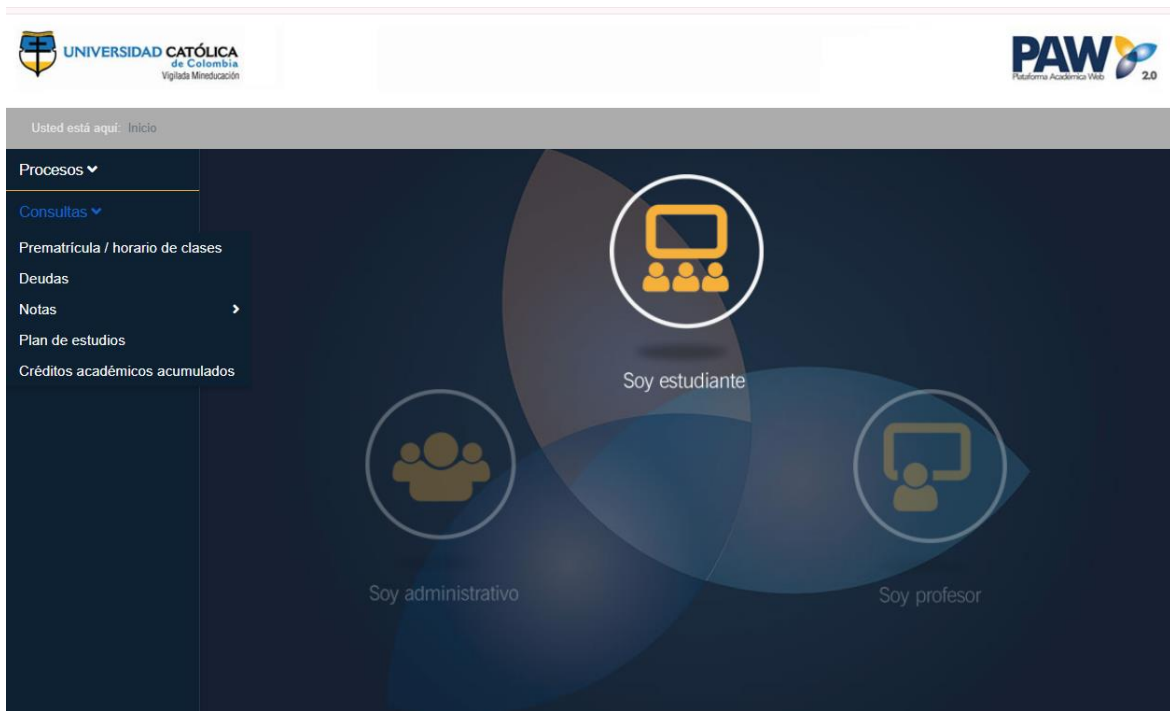 UNIVERSIDAD CATÓLICA
de Colombia
Vigilada Mineducación
PAW
Plataforma Académica Web
2.0
Usted está aquí: Inicio
Procesos
Consultas
Prematrícula / horario de clases
Deudas
Notas
Plan de estudios
Créditos académicos acumulados
Soy estudiante
Soy administrativo
Soy profesor